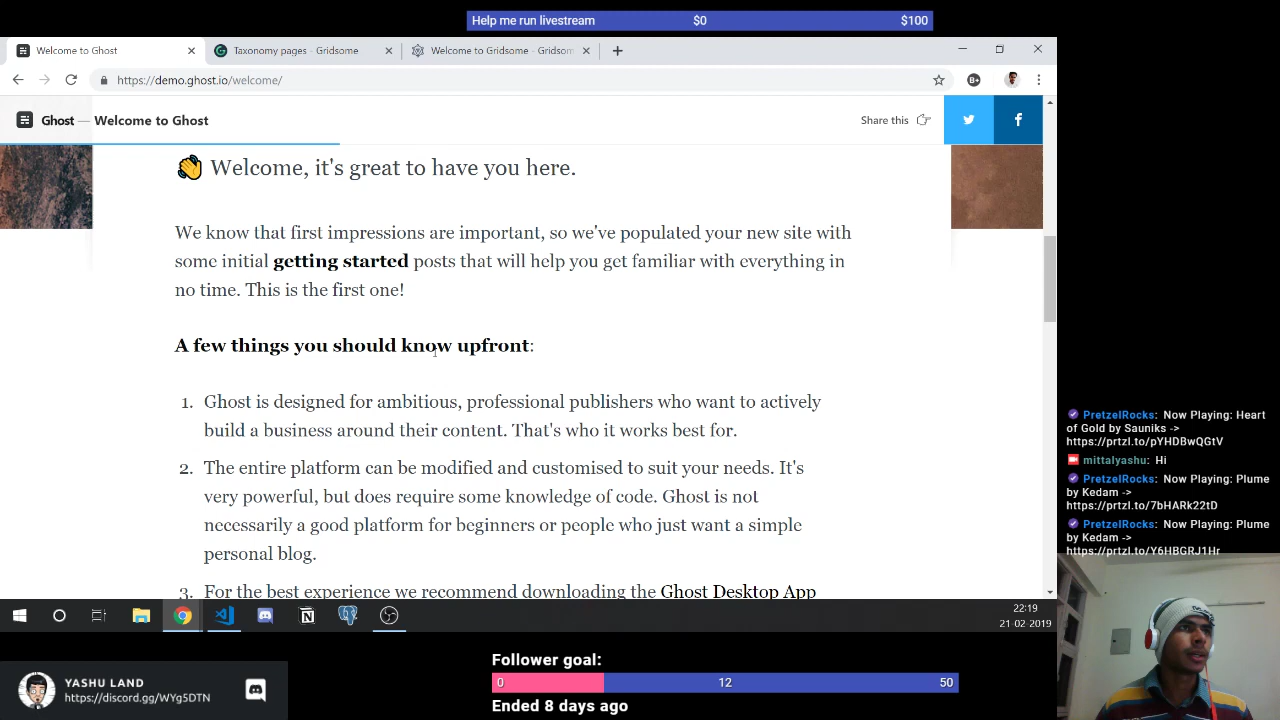 Help me run livestream $0 $100
Welcome to Ghost
Taxonomy pages - Gridsome
Welcome to Gridsome - Gridsom
https://demo.ghost.io/welcome/
Ghost — Welcome to Ghost
Share this
Welcome, it's great to have you here.
We know that first impressions are important, so we've populated your new site with
some initial getting started posts that will help you get familiar with everything in
no time. This is the first one!
A few things you should know upfront:
1. Ghost is designed for ambitious, professional publishers who want to actively
build a business around their content. That's who it works best for.
2. The entire platform can be modified and customised to suit your needs. It's
very powerful, but does require some knowledge of code. Ghost is not
necessarily a good platform for beginners or people who just want a simple
personal blog.
3. For the best experience we recommend downloading the Ghost Desktop App
PretzelRocks: Now Playing: Heart
of Gold by Sauniks ->
https://prtzl.to/pYHDBwQGtV
mittalyashu: Hi
PretzelRocks: Now Playing: Plume
by Kedam ->
https://prtzl.to/7bHARk22tD
PretzelRocks: Now Playing: Plume
by Kedam ->
https://prtzl.to/Y6HBGRJ1Hr
22:19
21-02-2019
YASHU LAND
https://discord.gg/WYg5DTN
Follower goal:
0 12 50
Ended 8 days ago